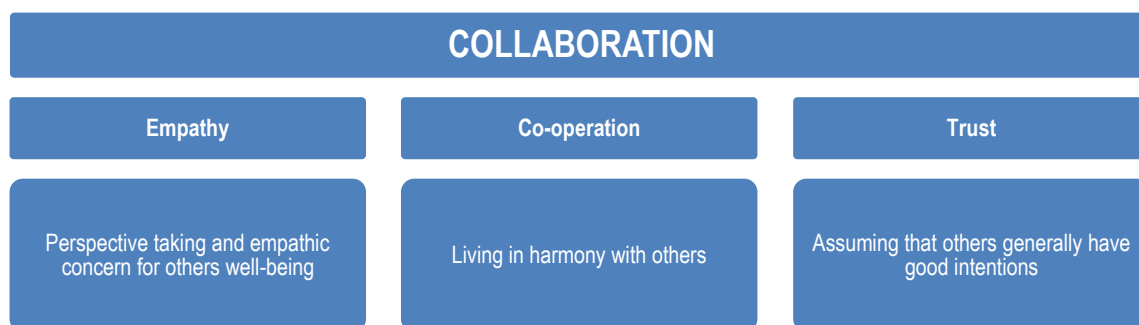 COLLABORATION
Empathy
Co-operation
Trust
Perspective taking and empathic
concern for others well-being
Living in harmony with others
Assuming that others generally have
good intentions